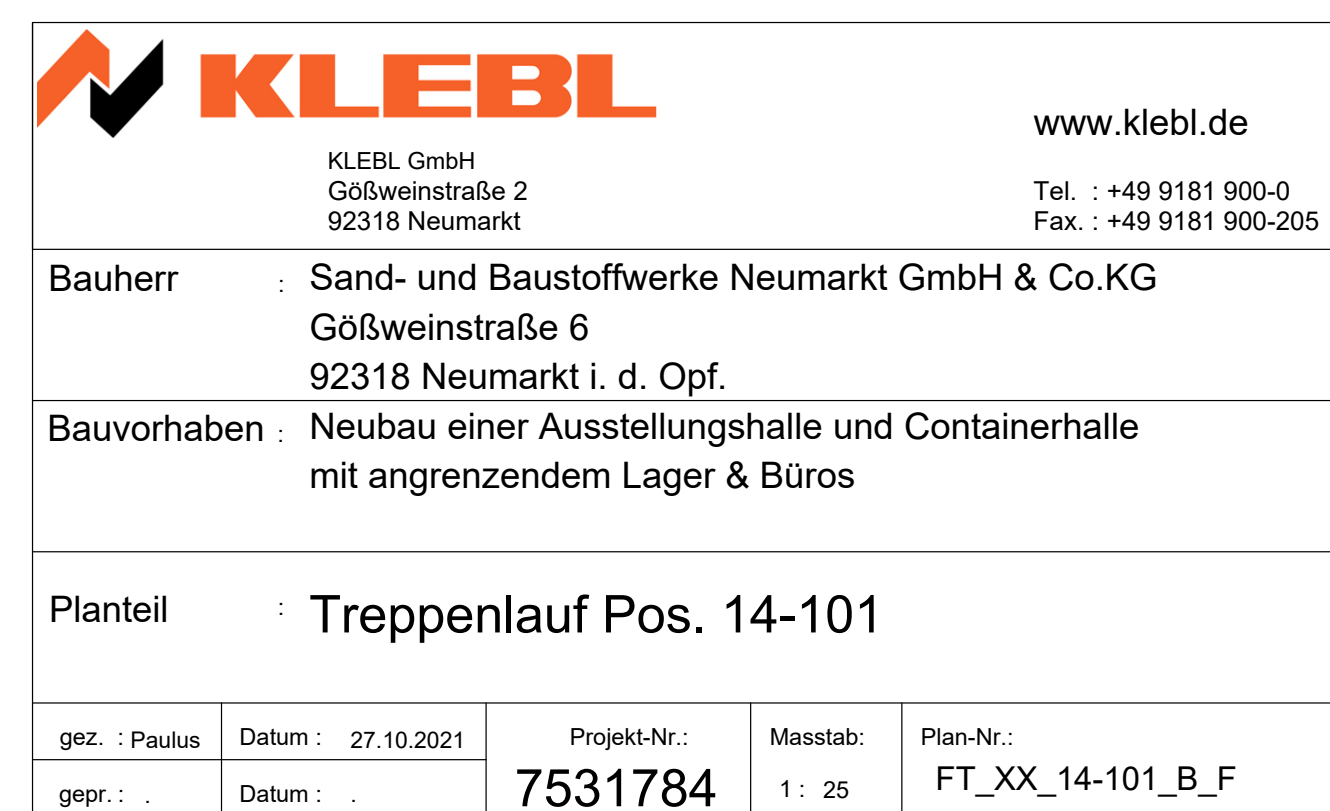 KLEBL
www.klebl.de
KLEBL GmbH
Gößweinstraße 2
92318 Neumarkt
Tel. : +49 9181 900-0
Fax. : +49 9181 900-205
Bauherr : Sand- und Baustoffwerke Neumarkt GmbH & Co.KG
Gößweinstraße 6
92318 Neumarkt i. d. Opf.
Bauvorhaben : Neubau einer Ausstellungshalle und Containerhalle
mit angrenzendem Lager & Büros
Planteil : Treppenlauf Pos. 14-101
gez. : Paulus
Datum : 27.10.2021
gepr. : .
Datum : .
Projekt-Nr.:
7531784
Masstab:
1 : 25
Plan-Nr.:
FT_XX_14-101_B_F